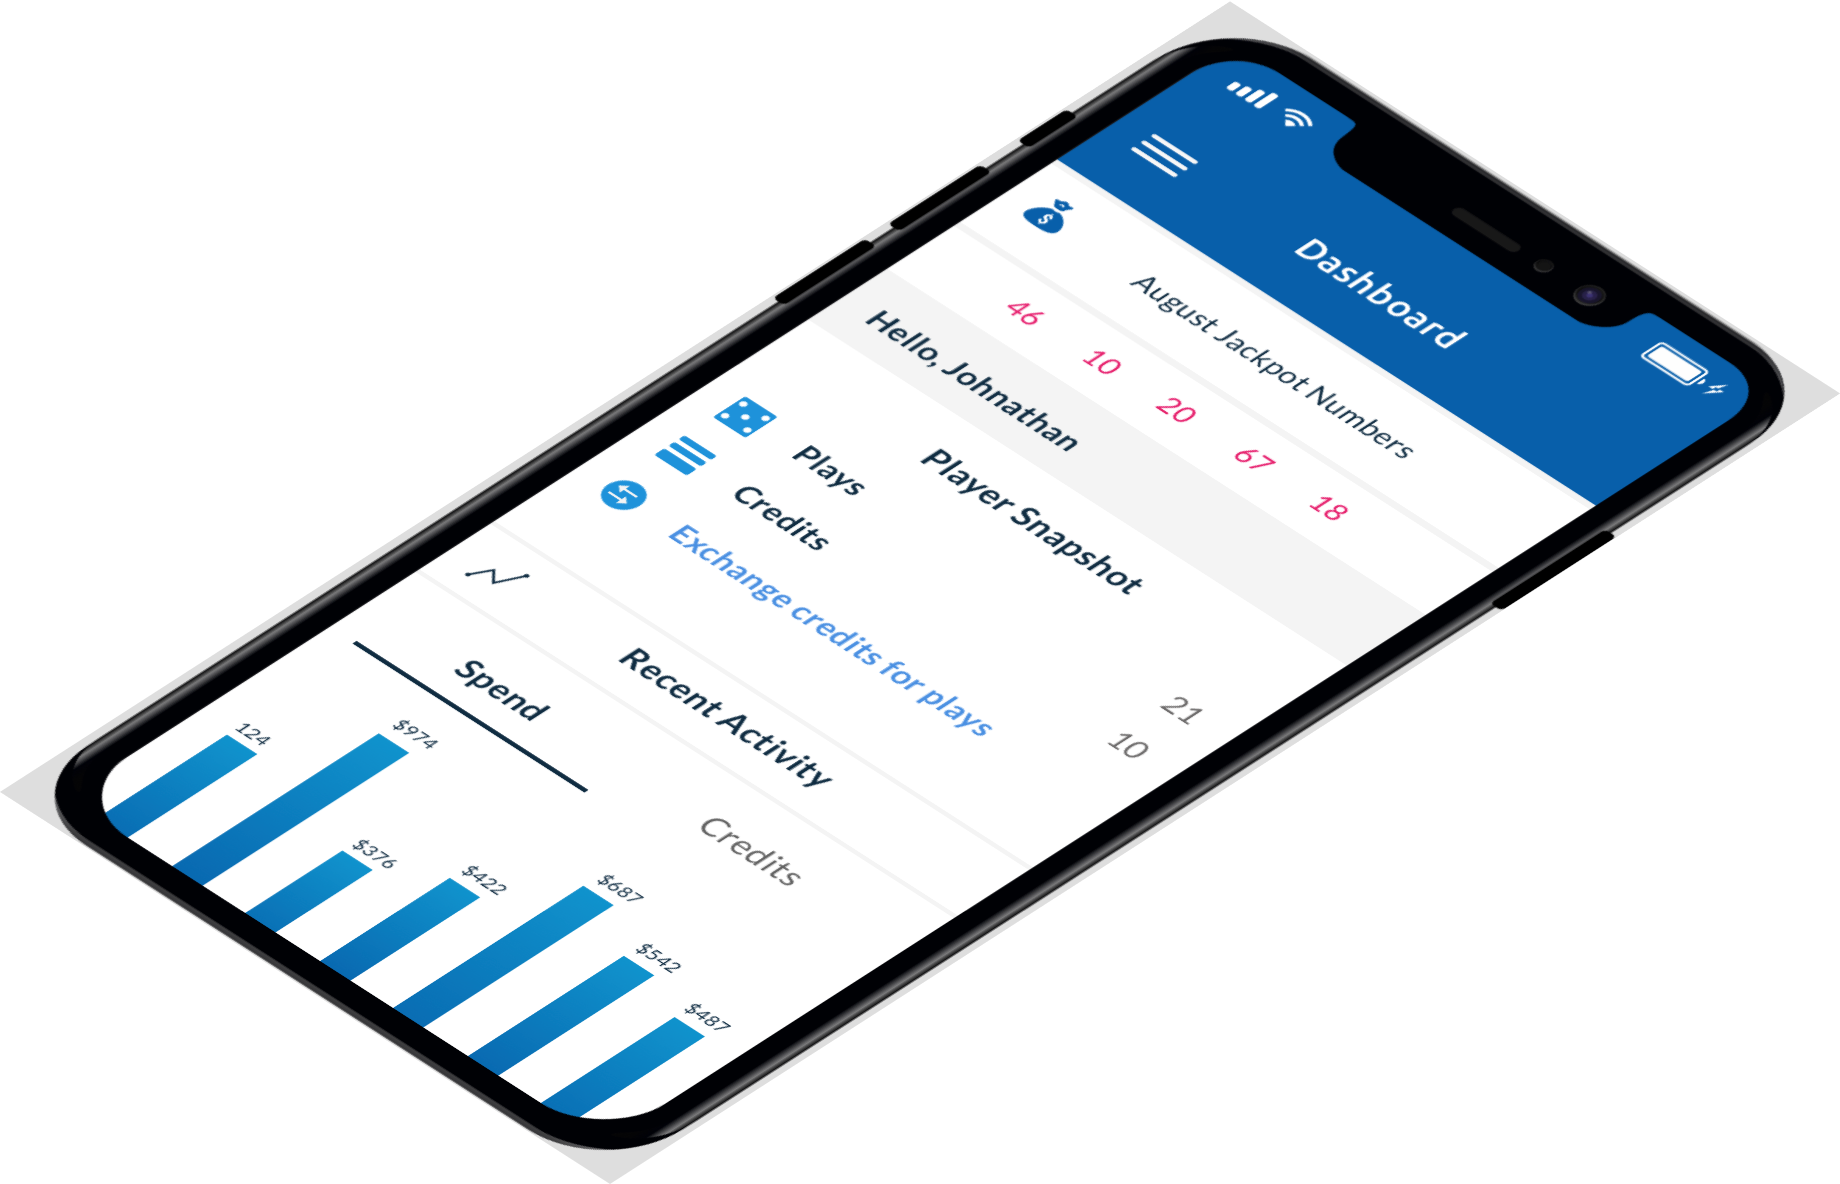 Dashboard
August Jackpot Numbers
46 10 20 67 18
Hello, Johnathan
Player Snapshot
Plays 21
Credits 10
Exchange credits for plays
Recent Activity
Spend Credits
124 $974 $376 $422 $687 $542 $487